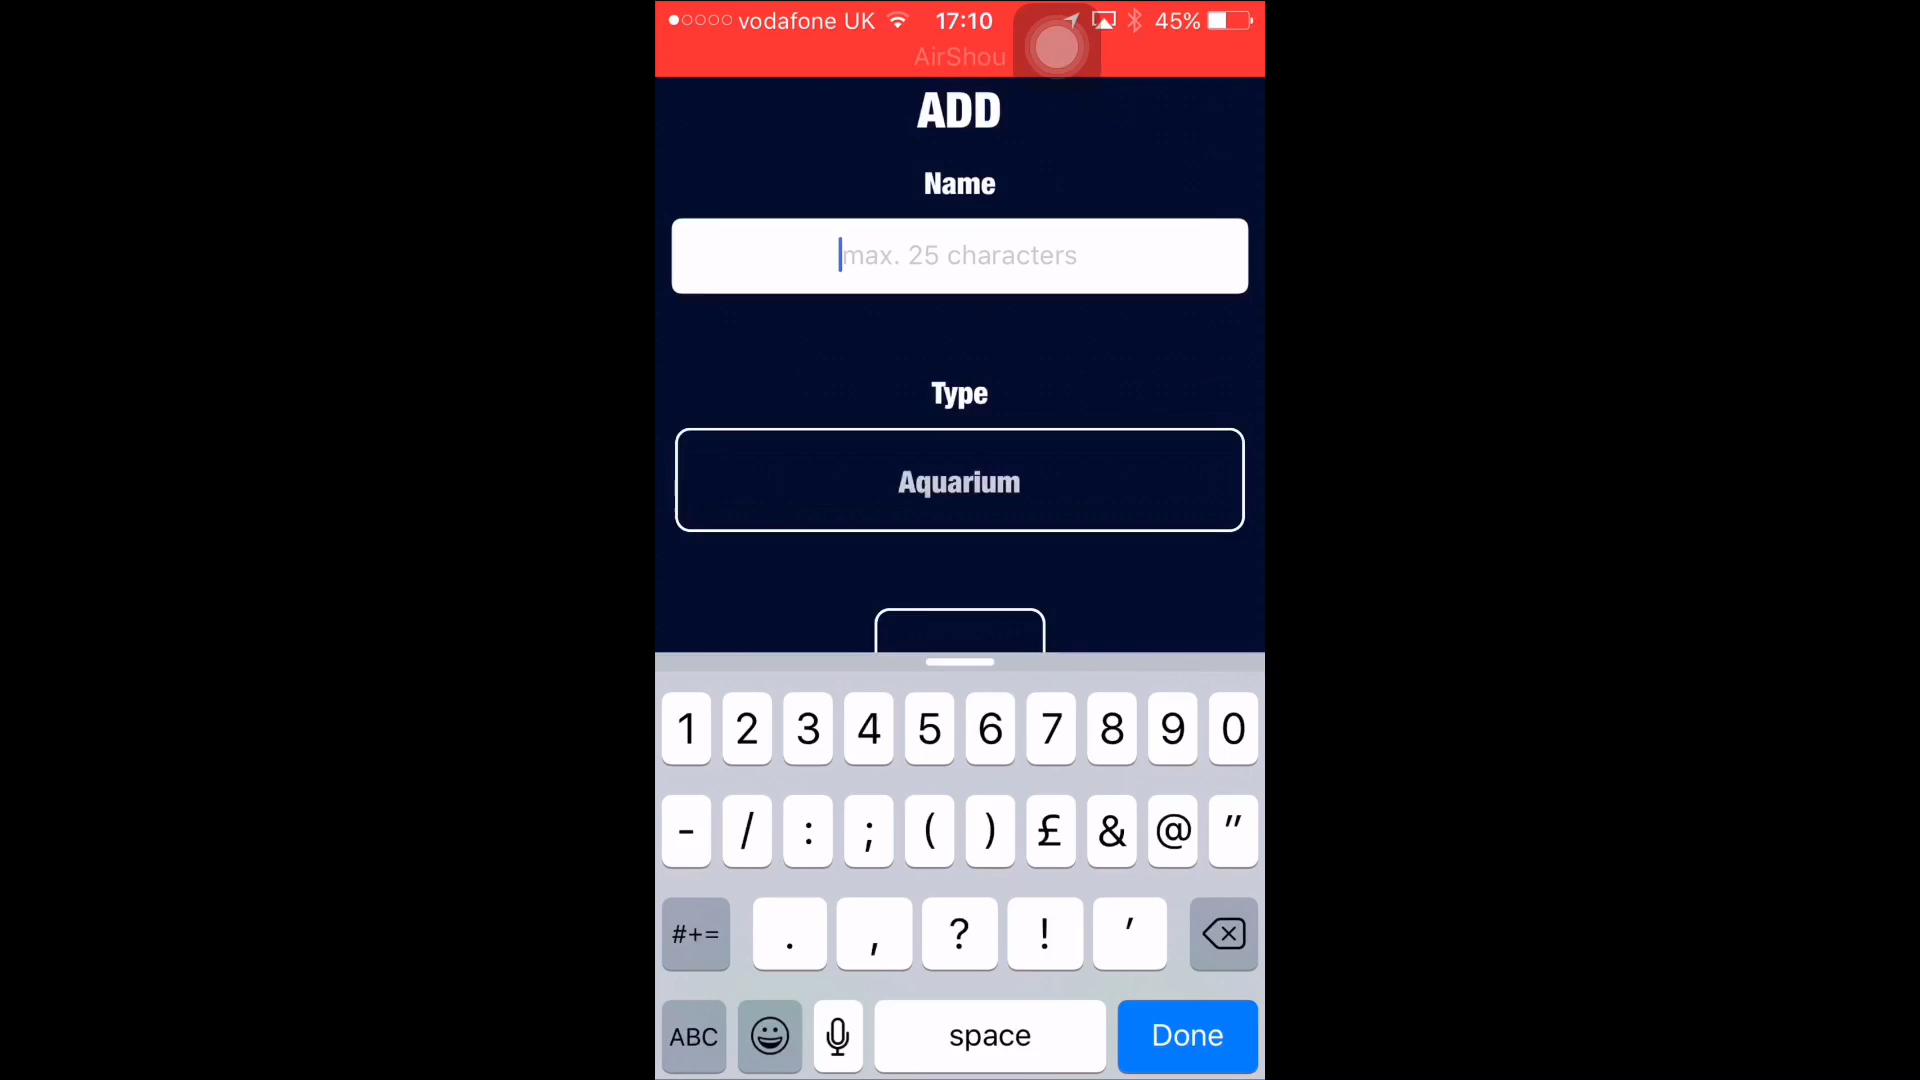 vodafone UK 17:10 45%
AirShou
ADD
Name
max. 25 characters
Type
Aquarium
1 2 3 4 5 6 7 8 9 0
- / : ; ( ) £ & @ "
#+= . , ? ! '
ABC space Done